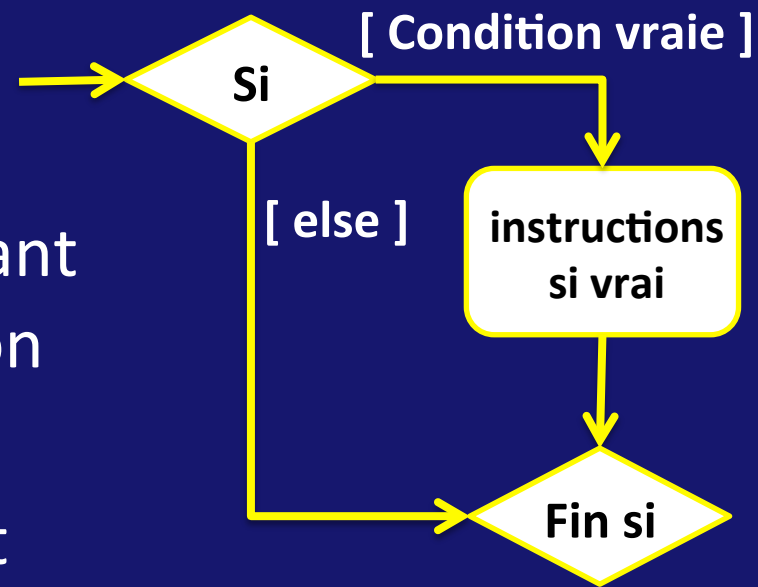 [ Condition vraie ]
Si
[ else ]
instructions
si vrai
Fin si